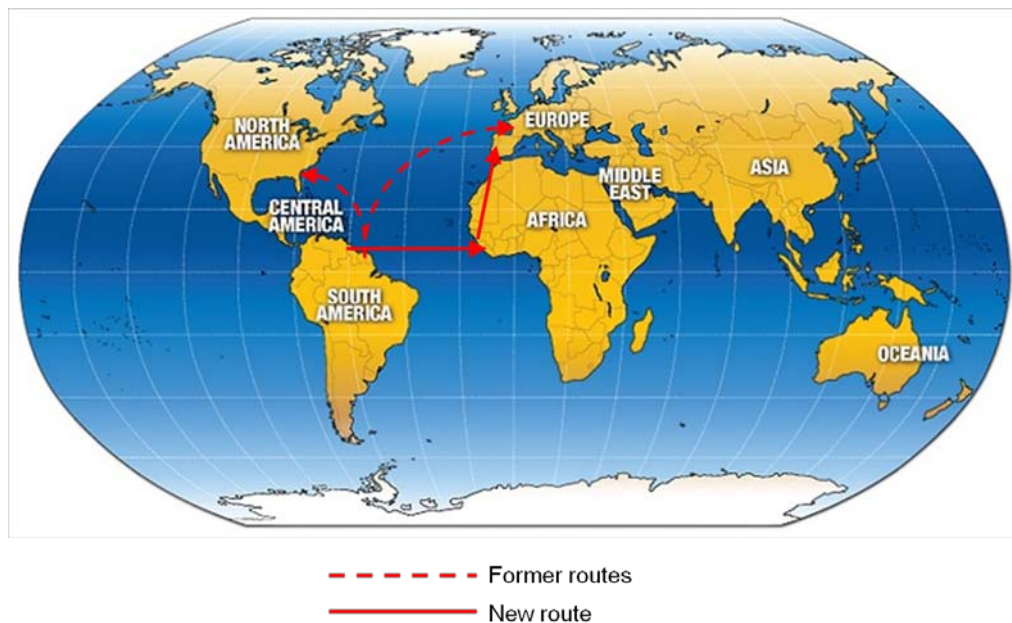 NORTH
AMERICA
EUROPE
ASIA
MIDDLE
EAST
CENTRAL
AMERICA
AFRICA
SOUTH
AMERICA
OCEANIA
Former routes
New route